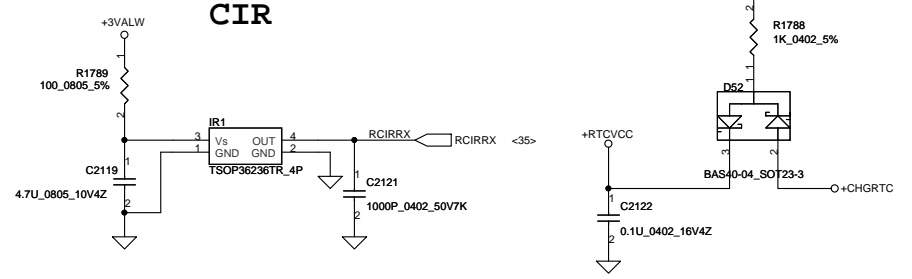 CIR
+3VALW
1
R1789
100_0805_5%
2
IR1
3
Vs
OUT
4
1
GND
GND
2
TSOP36236TR_4P
RCIRRX
RCIRRX
<35>
1
C2119
4.7U_0805_10V4Z
2
1
C2121
1000P_0402_50V7K
2
2
R1788
1K_0402_5%
1
1
D52
3
2
BAS40-04_SOT23-3
+RTCVCC
+CHGRTC
1
C2122
0.1U_0402_16V4Z
2